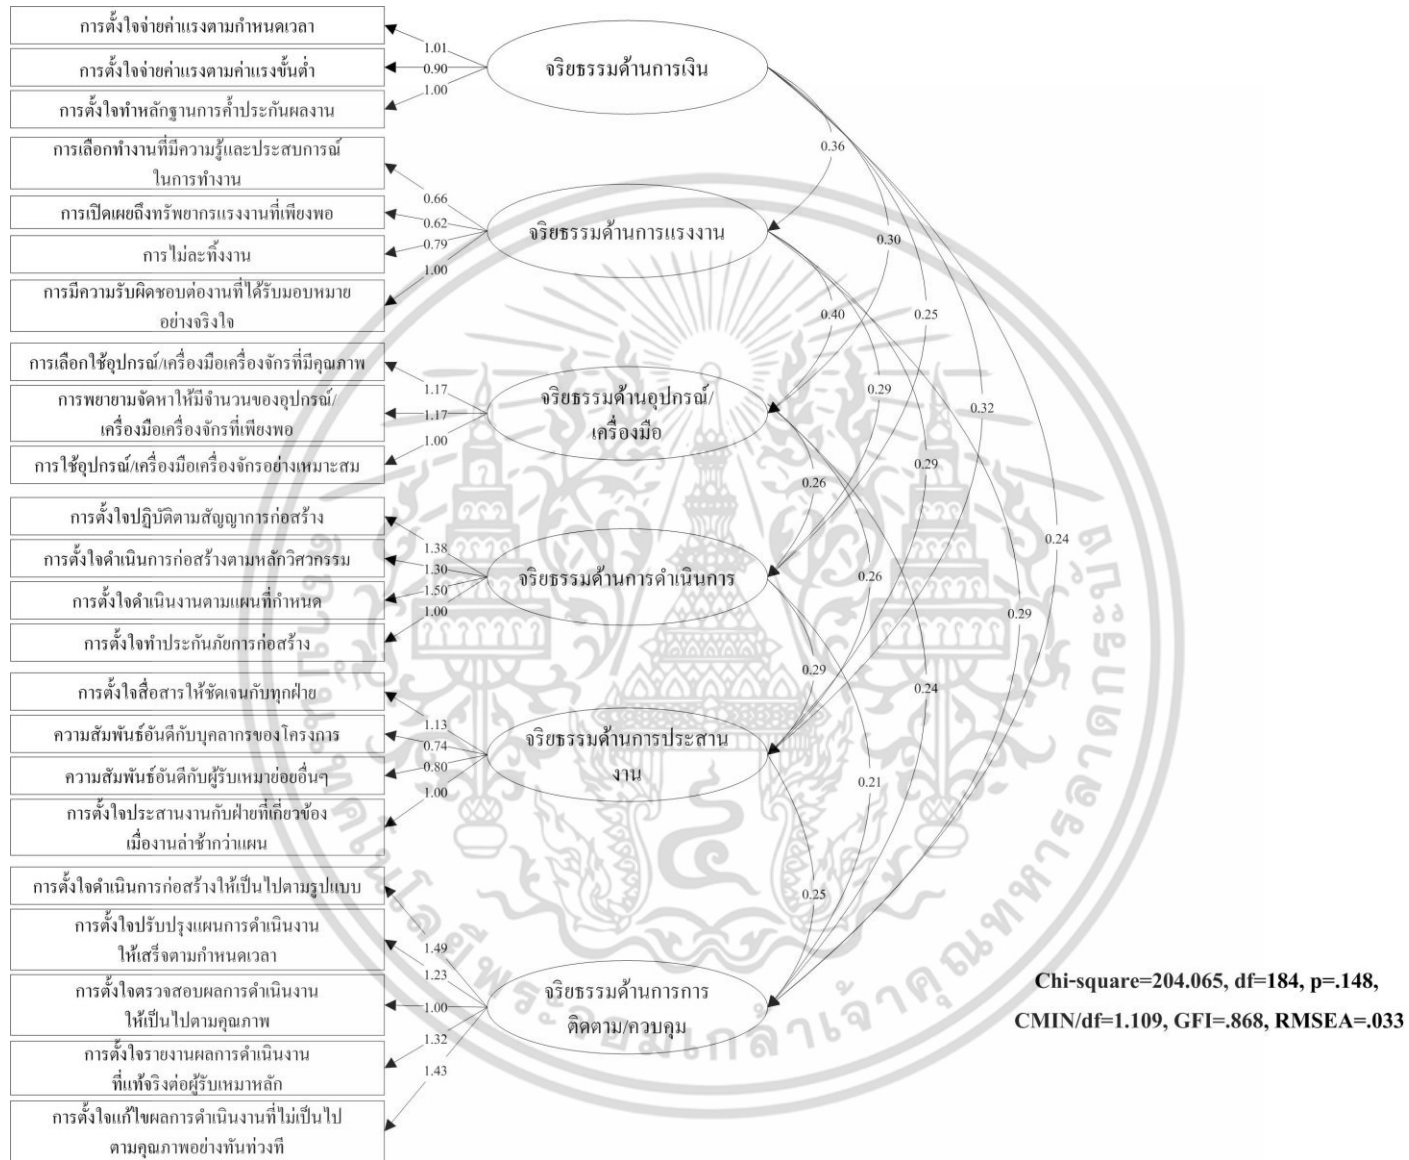 การตั้งใจจ่ายค่าแรงตามกำหนดเวลา
การตั้งใจจ่ายค่าแรงตามค่าแรงขั้นต่ำ
การตั้งใจทำหลักฐานการค้ำประกันผลงาน
1.01
0.90
1.00
จริยธรรมด้านการเงิน
การเลือกทำงานที่มีความรู้และประสบการณ์
ในการทำงาน
การเปิดเผยถึงทรัพยากรแรงงานที่เพียงพอ
การไม่ละทิ้งงาน
การมีความรับผิดชอบต่องานที่ได้รับมอบหมาย
อย่างจริงใจ
0.66
0.62
0.79
1.00
จริยธรรมด้านการแรงงาน
การเลือกใช้อุปกรณ์/เครื่องมือเครื่องจักรที่มีคุณภาพ
การพยายามจัดหาให้มีจำนวนของอุปกรณ์/
เครื่องมือเครื่องจักรที่เพียงพอ
การใช้อุปกรณ์/เครื่องมือเครื่องจักรอย่างเหมาะสม
1.17
1.17
1.00
จริยธรรมด้านอุปกรณ์/
เครื่องมือ
การตั้งใจปฏิบัติตามสัญญาการก่อสร้าง
การตั้งใจดำเนินการก่อสร้างตามหลักวิศวกรรม
การตั้งใจดำเนินงานตามแผนที่กำหนด
การตั้งใจทำประกันภัยการก่อสร้าง
1.38
1.30
1.50
1.00
จริยธรรมด้านการดำเนินการ
การตั้งใจสื่อสารให้ชัดเจนกับทุกฝ่าย
ความสัมพันธ์อันดีกับบุคลากรของโครงการ
ความสัมพันธ์อันดีกับผู้รับเหมาย่อยอื่นๆ
การตั้งใจประสานงานกับฝ่ายที่เกี่ยวข้อง
เมื่องานล่าช้ากว่าแผน
1.13
0.74
0.80
1.00
จริยธรรมด้านการประสาน
งาน
การตั้งใจดำเนินการก่อสร้างให้เป็นไปตามรูปแบบ
การตั้งใจปรับปรุงแผนการดำเนินงาน
ให้เสร็จตามกำหนดเวลา
การตั้งใจตรวจสอบผลการดำเนินงาน
ให้เป็นไปตามคุณภาพ
การตั้งใจรายงานผลการดำเนินงาน
ที่แท้จริงต่อผู้รับเหมาหลัก
การตั้งใจแก้ไขผลการดำเนินงานที่ไม่เป็นไป
ตามคุณภาพอย่างทันท่วงที
1.49
1.23
1.00
1.32
1.43
จริยธรรมด้านการการ
ติดตาม/ควบคุม
0.36
0.30
0.40
0.25
0.29
0.32
0.29
0.26
0.24
0.26
0.29
0.29
0.24
0.21
0.25
Chi-square=204.065, df=184, p=.148,
CMIN/df=1.109, GFI=.868, RMSEA=.033
สถาบันเทคโนโลยีพระจอมเกล้าเจ้าคุณทหารลาดกระบัง